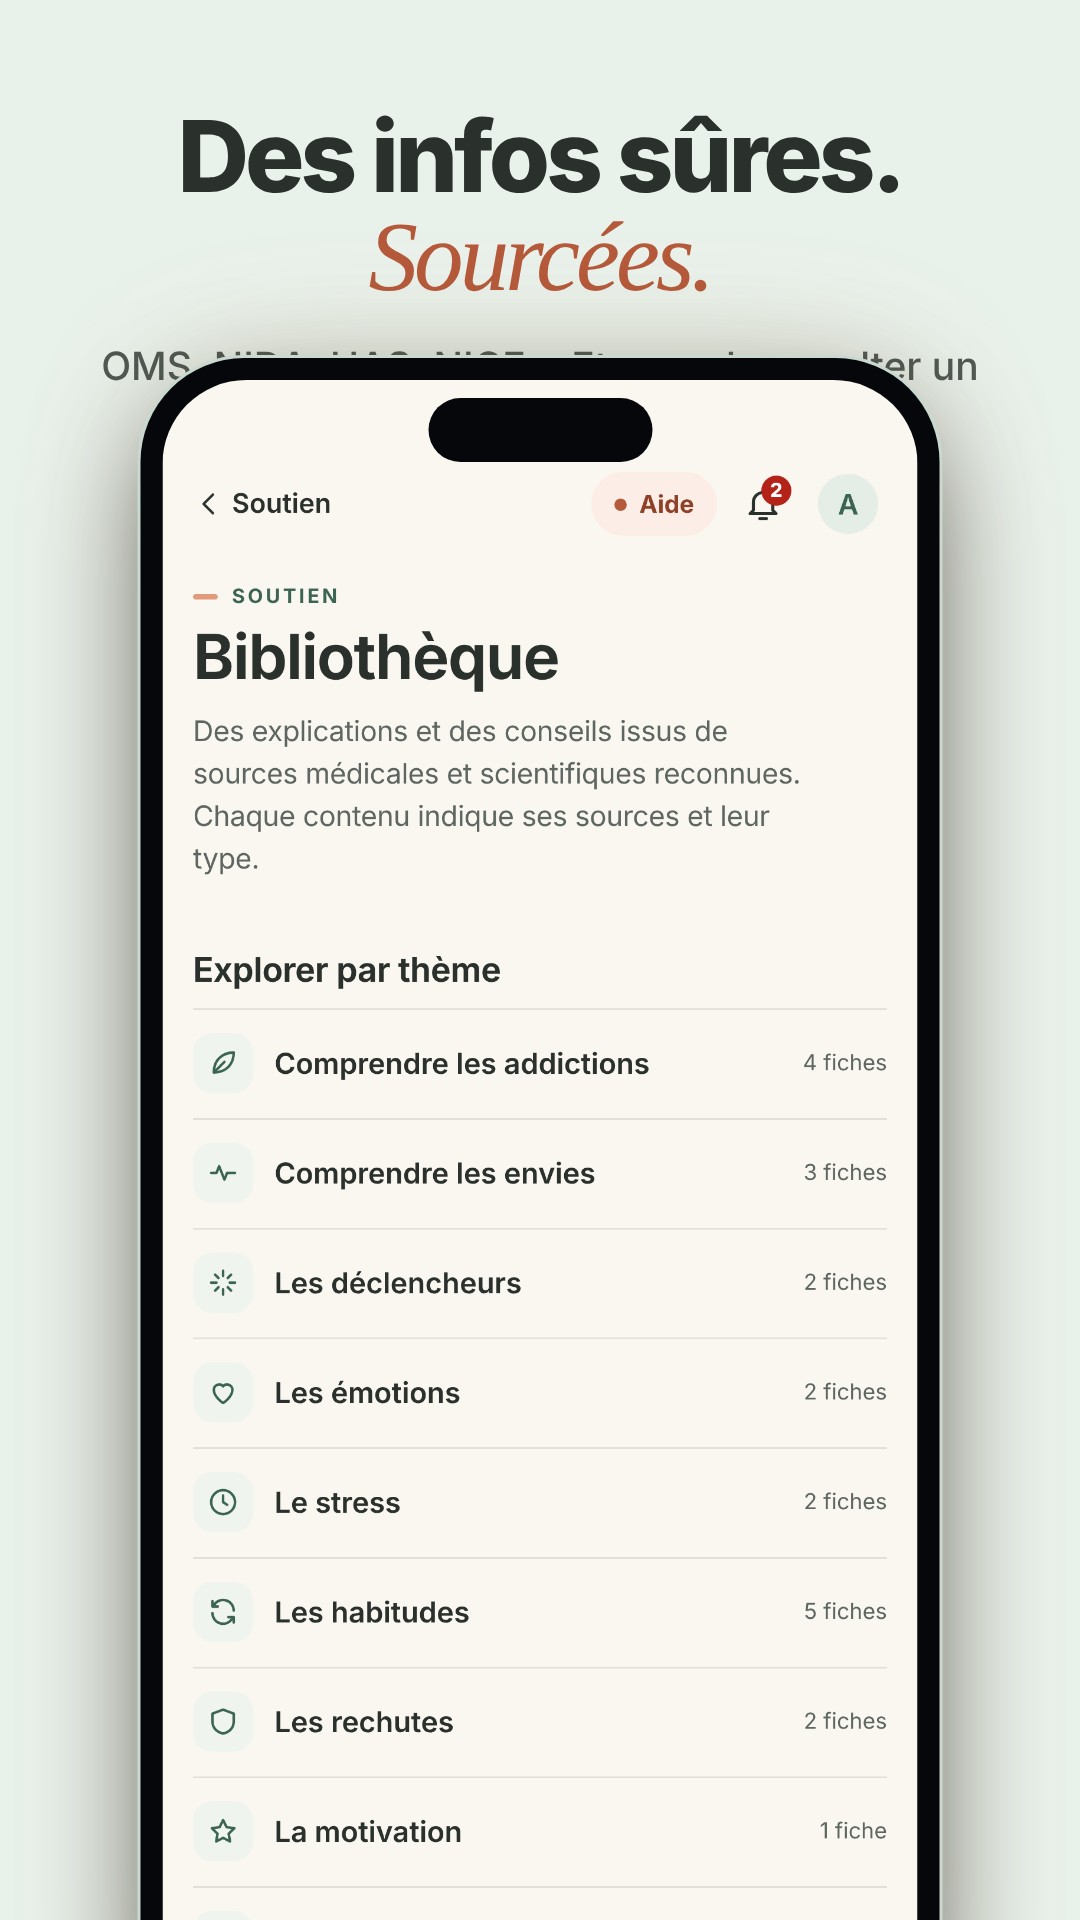 Des infos sûres.
Sourcées.
OMS un
Soutien
Aide
2
A
SOUTIEN
Bibliothèque
Des explications et des conseils issus de
sources médicales et scientifiques reconnues.
Chaque contenu indique ses sources et leur
type.
Explorer par thème
Comprendre les addictions
4 fiches
Comprendre les envies
3 fiches
Les déclencheurs
2 fiches
Les émotions
2 fiches
Le stress
2 fiches
Les habitudes
5 fiches
Les rechutes
2 fiches
La motivation
1 fiche